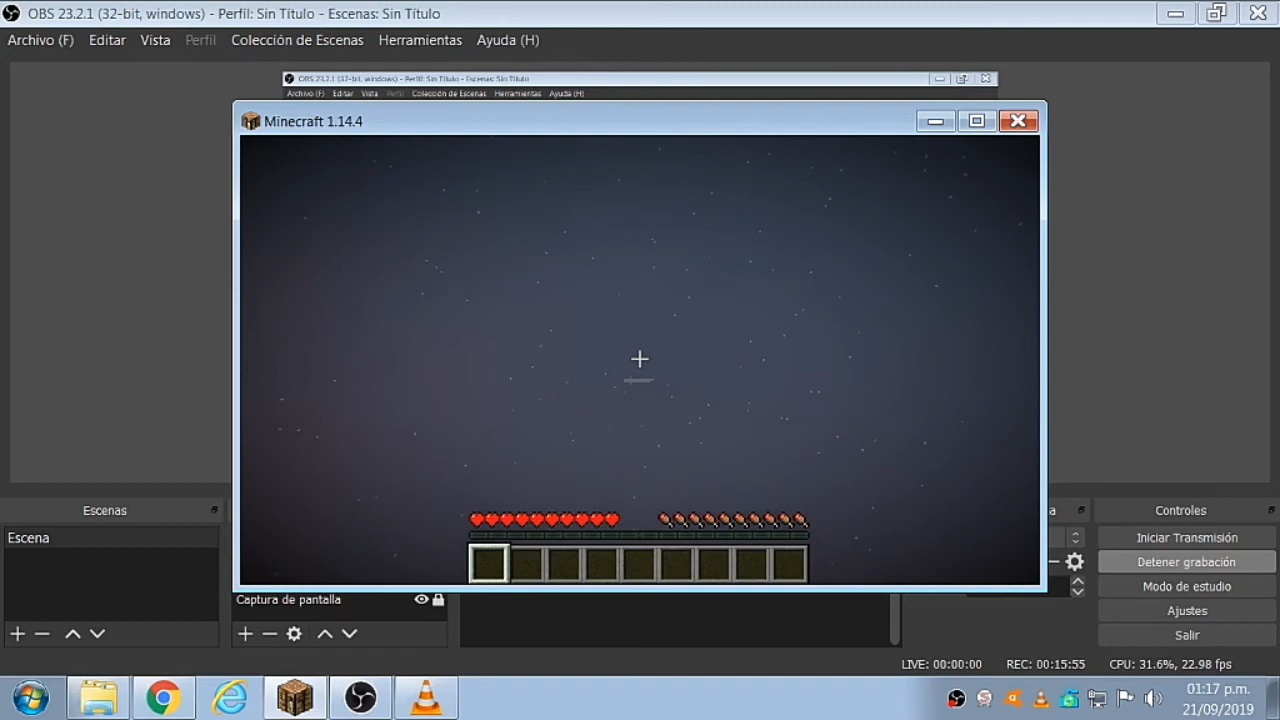 OBS 23.2.1 (32-bit, windows) - Perfil: Sin Título - Escenas: Sin Título
Archivo (F) Editar Vista Perfil Colección de Escenas Herramientas Ayuda (H)
OBS 23.2.1 (32-bit, windows) - Perfil: Sin Título - Escenas: Sin Título
Archivo (F) Editar Vista Perfil Colección de Escenas Herramientas Ayuda (H)
Minecraft 1.14.4
Escenas
a
Controles
Escena
Iniciar Transmisión
Detener grabación
Modo de estudio
Captura de pantalla
Ajustes
Salir
LIVE: 00:00:00 REC: 00:15:55 CPU: 31.6%, 22.98 fps
01:17 p.m.
21/09/2019